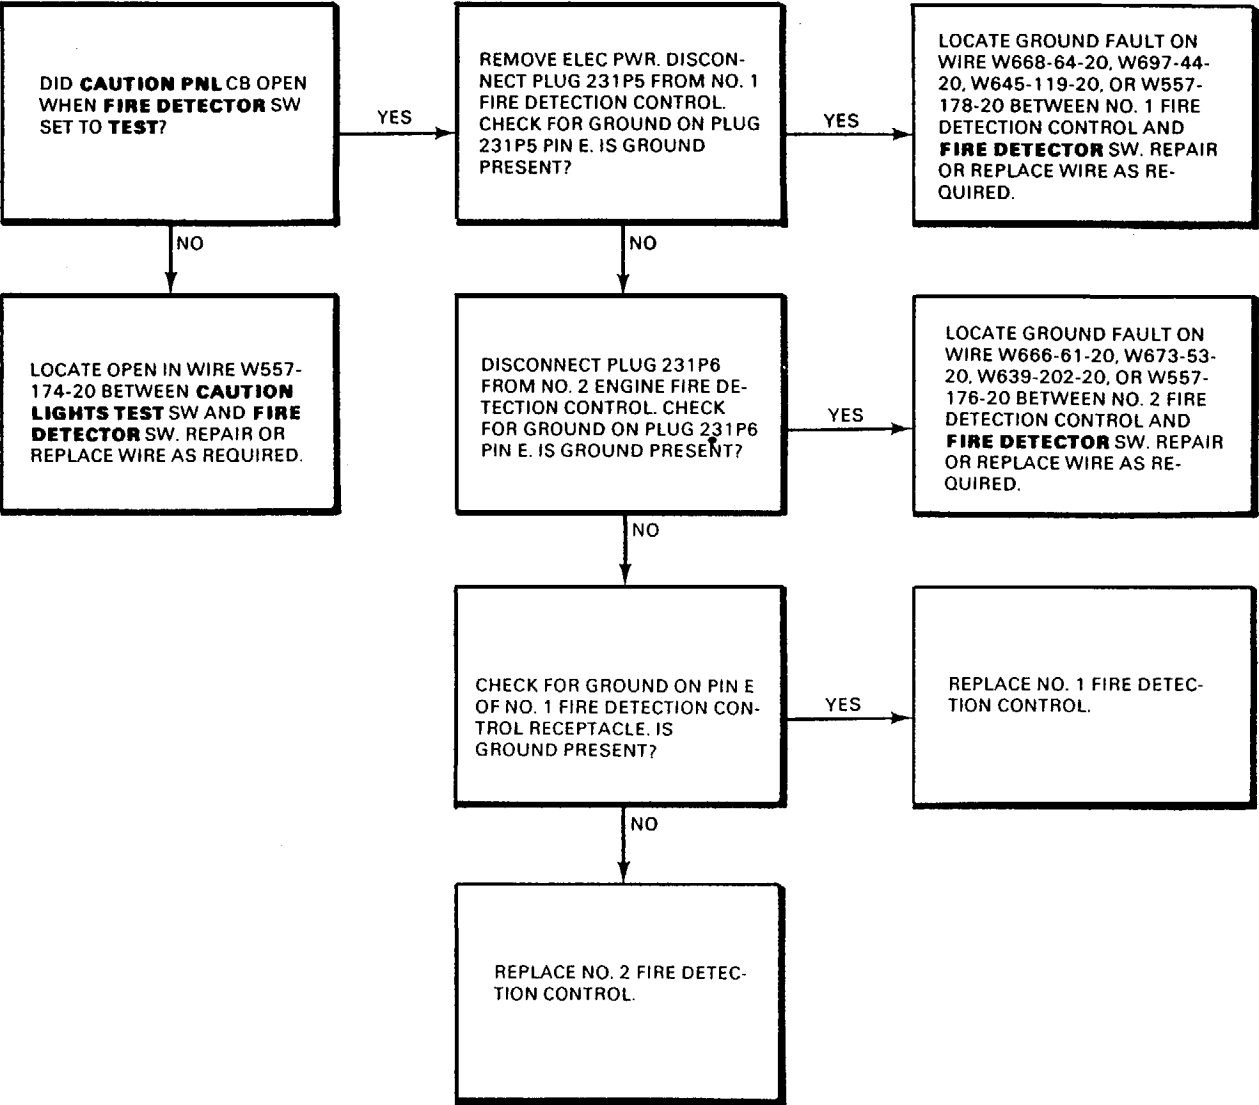 DID CAUTION PNL CB OPEN
WHEN FIRE DETECTOR SW
SET TO TEST?
YES
REMOVE ELEC PWR. DISCON-
NECT PLUG 231P5 FROM NO. 1
FIRE DETECTION CONTROL.
CHECK FOR GROUND ON PLUG
231P5 PIN E. IS GROUND
PRESENT?
YES
LOCATE GROUND FAULT ON
WIRE W668-64-20, W697-44-
20, W645-119-20, OR W557-
178-20 BETWEEN NO. 1 FIRE
DETECTION CONTROL AND
FIRE DETECTOR SW. REPAIR
OR REPLACE WIRE AS RE-
QUIRED.
NO
NO
LOCATE OPEN IN WIRE W557-
174-20 BETWEEN CAUTION
LIGHTS TEST SW AND FIRE
DETECTOR SW. REPAIR OR
REPLACE WIRE AS REQUIRED.
DISCONNECT PLUG 231P6
FROM NO. 2 ENGINE FIRE DE-
TECTION CONTROL. CHECK
FOR GROUND ON PLUG 231P6
PIN E. IS GROUND PRESENT?
YES
LOCATE GROUND FAULT ON
WIRE W666-61-20, W673-53-
20, W639-202-20, OR W557-
176-20 BETWEEN NO. 2 FIRE
DETECTION CONTROL AND
FIRE DETECTOR SW. REPAIR
OR REPLACE WIRE AS RE-
QUIRED.
NO
CHECK FOR GROUND ON PIN E
OF NO. 1 FIRE DETECTION CON-
TROL RECEPTACLE. IS
GROUND PRESENT?
YES
REPLACE NO. 1 FIRE DETEC-
TION CONTROL.
NO
REPLACE NO. 2 FIRE DETEC-
TION CONTROL.